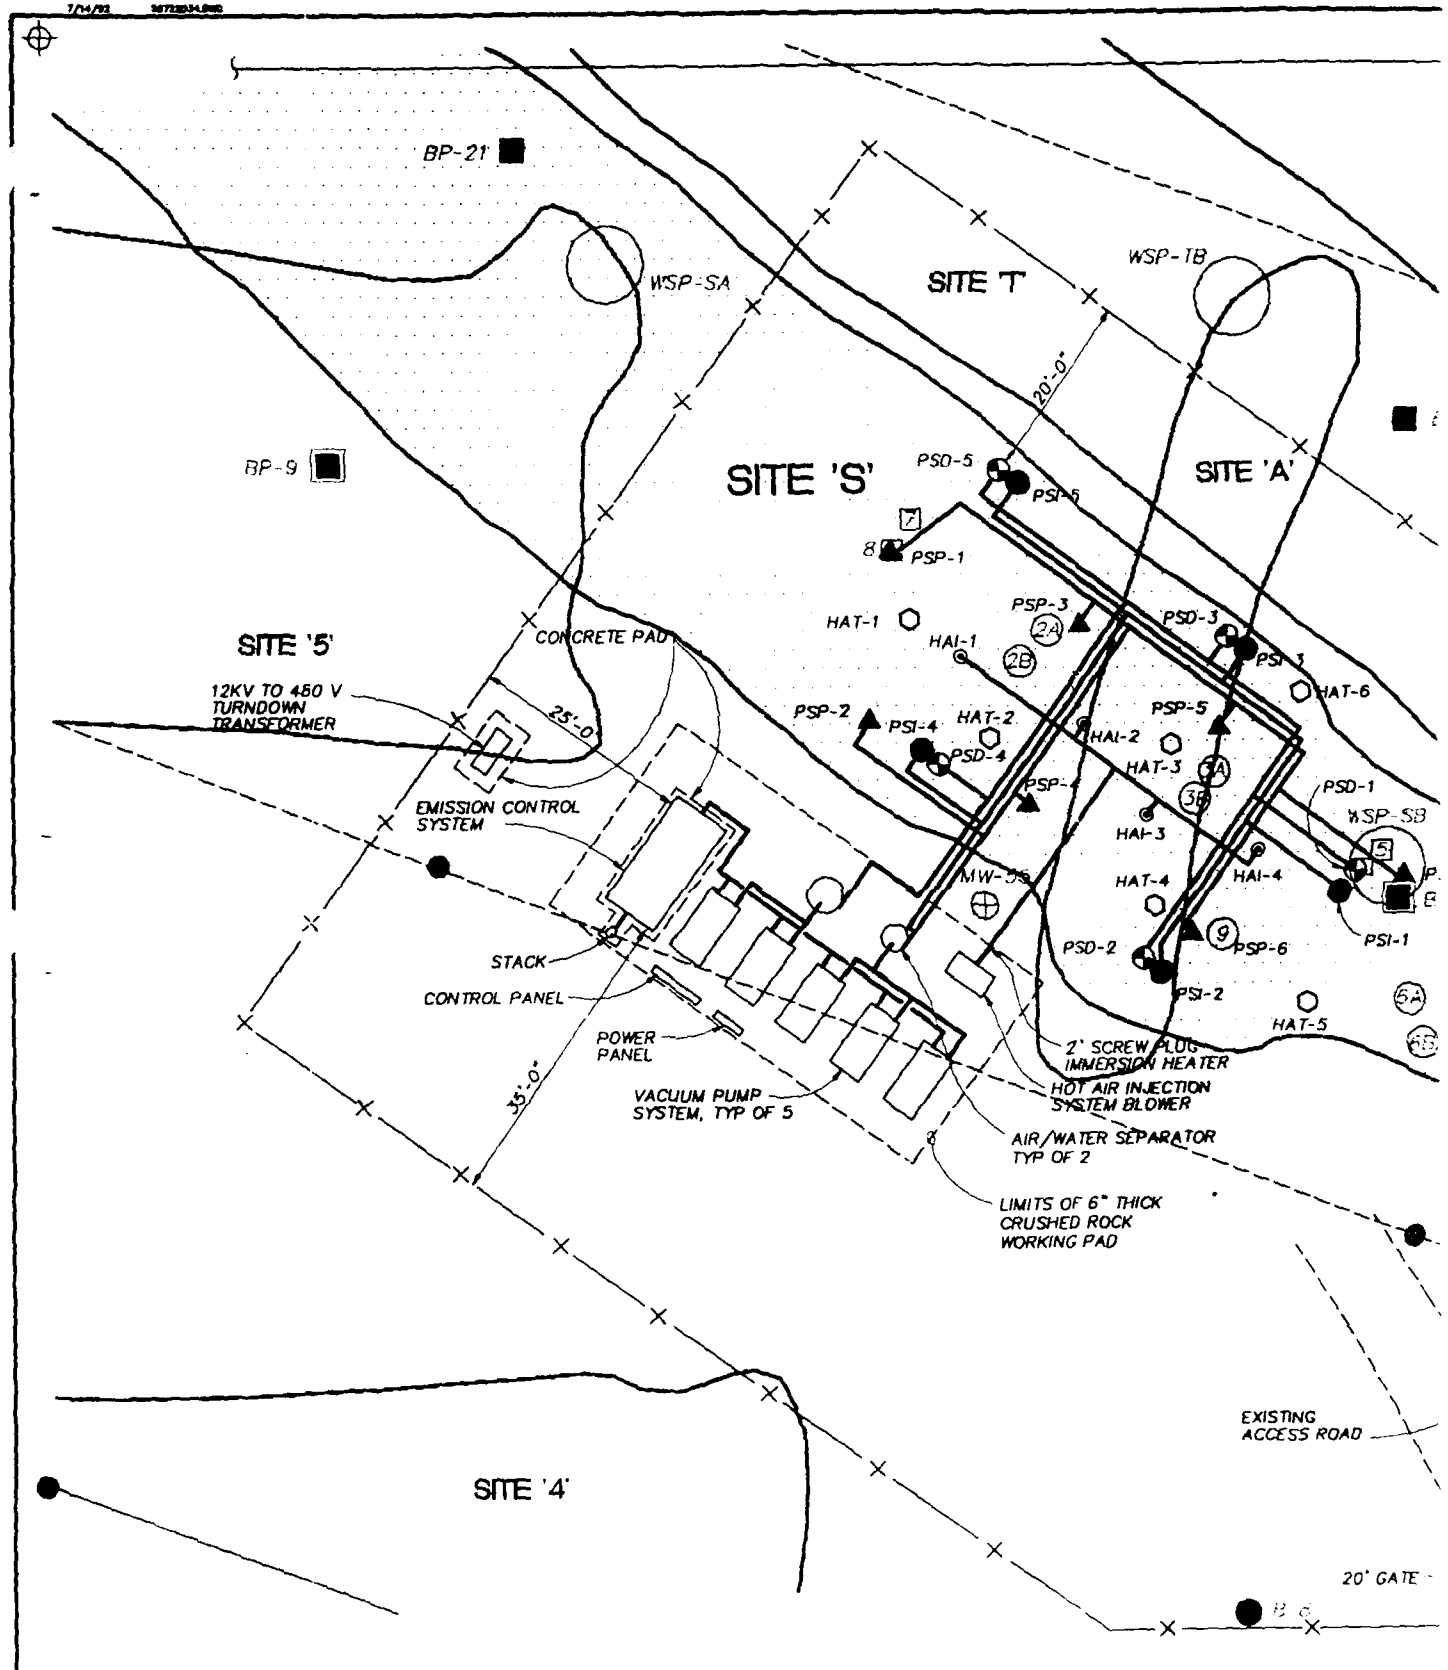 7/14/92
BP-21
WSP-SA
WSP-TB
SITE 'T'
20'-0"
BP-9
SITE 'S'
PSD-5
PSI-5
SITE 'A'
7
8
PSP-1
HAT-1
PSP-3
2A
2B
HAI-1
PSD-3
PSI-3
HAT-6
SITE '5'
CONCRETE PAD
12KV TO 480 V
TURNDOWN
TRANSFORMER
25'-0"
PSP-2
PSI-4
PSD-4
HAT-2
HAI-2
PSP-5
HAT-3
3A
3B
PSP-4
HAI-3
HAI-4
PSD-1
WSP-SB
5
EMISSION CONTROL
SYSTEM
HAT-4
PSI-1
9
PSP-6
PSD-2
PSI-2
HAT-5
6A
6B
STACK
CONTROL PANEL
POWER
PANEL
35'-0"
VACUUM PUMP
SYSTEM, TYP OF 5
2" SCREW PLUG
IMMERSION HEATER
HOT AIR INJECTION
SYSTEM BLOWER
AIR/WATER SEPARATOR
TYP OF 2
LIMITS OF 6" THICK
CRUSHED ROCK
WORKING PAD
EXISTING
ACCESS ROAD
SITE '4'
20' GATE